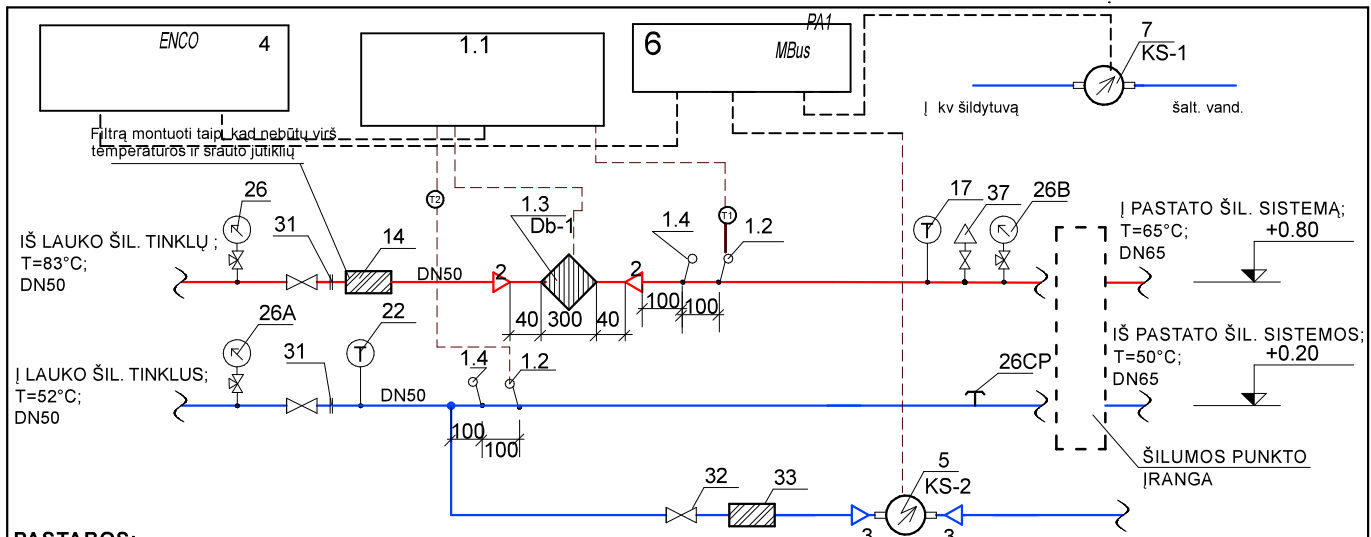 ENCO
4
1.1
6
PA1
MBus
7
KS-1
Į kv šildytuvą
šalt. vand.
Filtrą montuoti taip, kad nebūtų virš
temperatūros ir srauto jutiklių
T2
T1
26
31
14
1.3
Db-1
1.4
1.2
17
37
26B
IŠ LAUKO ŠIL. TINKLŲ ;
T=83°C;
DN50
DN50
2
2
Į PASTATO ŠIL. SISTEMĄ;
T=65°C;
DN65
+0.80
40
300
40
100
100
26A
31
22
1.4
1.2
26CP
Į LAUKO ŠIL. TINKLUS;
T=52°C;
DN50
DN50
IŠ PASTATO ŠIL. SISTEMOS;
T=50°C;
DN65
+0.20
100
100
ŠILUMOS PUNKTO
ĮRANGA
32
33
5
KS-2
3
3
PASTABOS: